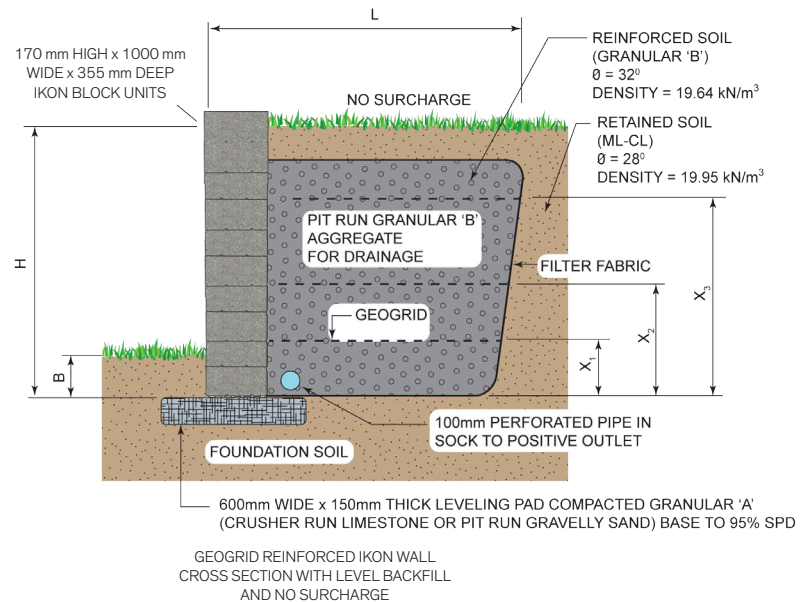 L
170 mm HIGH x 1000 mm
WIDE x 355 mm DEEP
IKON BLOCK UNITS
NO SURCHARGE
REINFORCED SOIL
(GRANULAR ‘B’)
Ø = 32⁰
DENSITY = 19.64 kN/m³
RETAINED SOIL
(ML-CL)
Ø = 28⁰
DENSITY = 19.95 kN/m³
H
PIT RUN GRANULAR ‘B’
AGGREGATE
FOR DRAINAGE
FILTER FABRIC
GEOGRID
X₃
X₂
X₁
B
100mm PERFORATED PIPE IN
SOCK TO POSITIVE OUTLET
FOUNDATION SOIL
600mm WIDE x 150mm THICK LEVELING PAD COMPACTED GRANULAR ‘A’
(CRUSHER RUN LIMESTONE OR PIT RUN GRAVELLY SAND) BASE TO 95% SPD
GEOGRID REINFORCED IKON WALL
CROSS SECTION WITH LEVEL BACKFILL
AND NO SURCHARGE